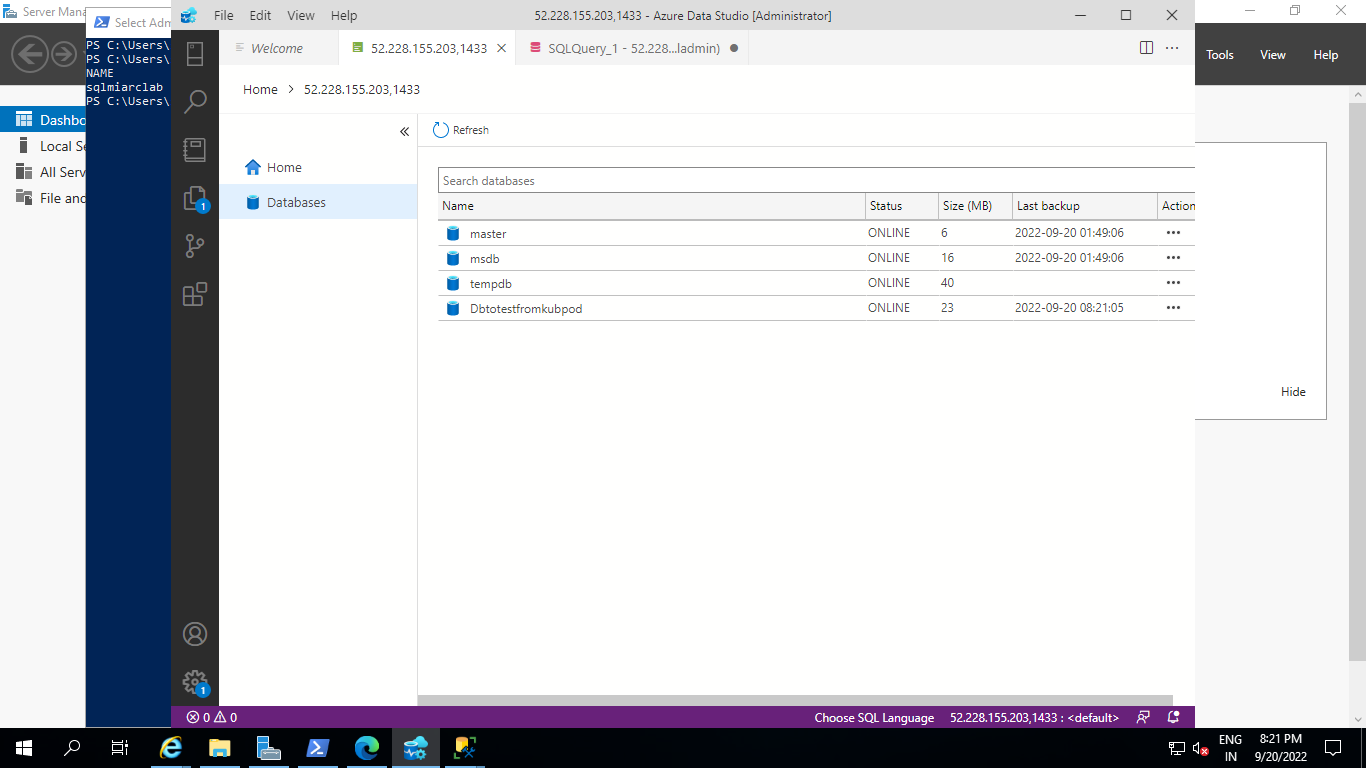 Server Mana
Tools View Help
Dashbo
Local Se
All Serv
File and
Hide
Select Adm
PS C:\Users\
PS C:\Users\
NAME
sqlmiarclab
PS C:\Users\
File Edit View Help
52.228.155.203,1433 - Azure Data Studio [Administrator]
Welcome
52.228.155.203,1433
SQLQuery_1 - 52.228...ladmin)
Home > 52.228.155.203,1433
Home
Databases
Refresh
Search databases
Name Status Size (MB) Last backup Action
master ONLINE 6 2022-09-20 01:49:06 •••
msdb ONLINE 16 2022-09-20 01:49:06 •••
tempdb ONLINE 40 •••
Dbtotestfromkubpod ONLINE 23 2022-09-20 08:21:05 •••
1
1
0 0
Choose SQL Language 52.228.155.203,1433 : <default>
ENG
IN
8:21 PM
9/20/2022